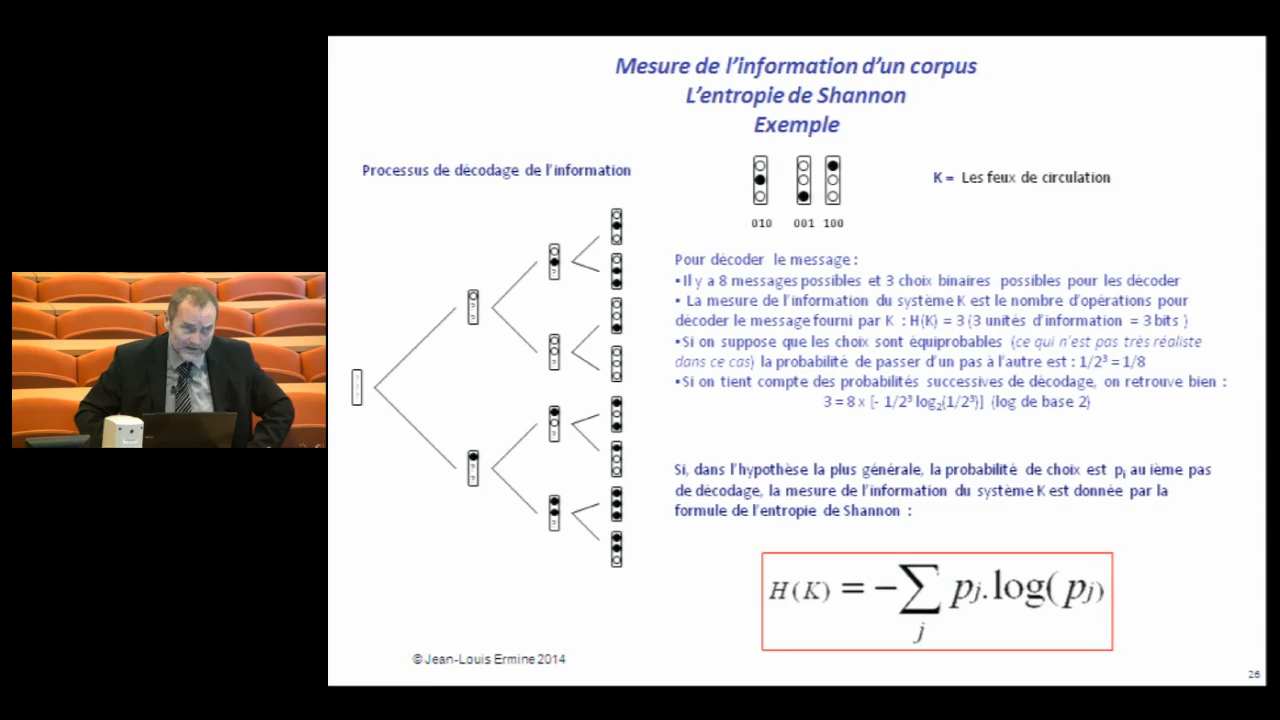 Mesure de l'information d'un corpus
L'entropie de Shannon
Exemple
Processus de décodage de l'information
K = Les feux de circulation
010 001 100
Pour décoder le message :
•Il y a 8 messages possibles et 3 choix binaires possibles pour les décoder
• La mesure de l'information du système K est le nombre d'opérations pour
décoder le message fourni par K : H(K) = 3 (3 unités d'information = 3 bits )
•Si on suppose que les choix sont équiprobables (ce qui n'est pas très réaliste
dans ce cas) la probabilité de passer d'un pas à l'autre est : 1/2³ = 1/8
•Si on tient compte des probabilités successives de décodage, on retrouve bien :
3 = 8 x [- 1/2³ log₂(1/2³)] (log de base 2)
Si, dans l'hypothèse la plus générale, la probabilité de choix est pᵢ au ième pas
de décodage, la mesure de l'information du système K est donnée par la
formule de l'entropie de Shannon :
H(K) = −∑ pj.log( pj)
j
© Jean-Louis Ermine 2014
26